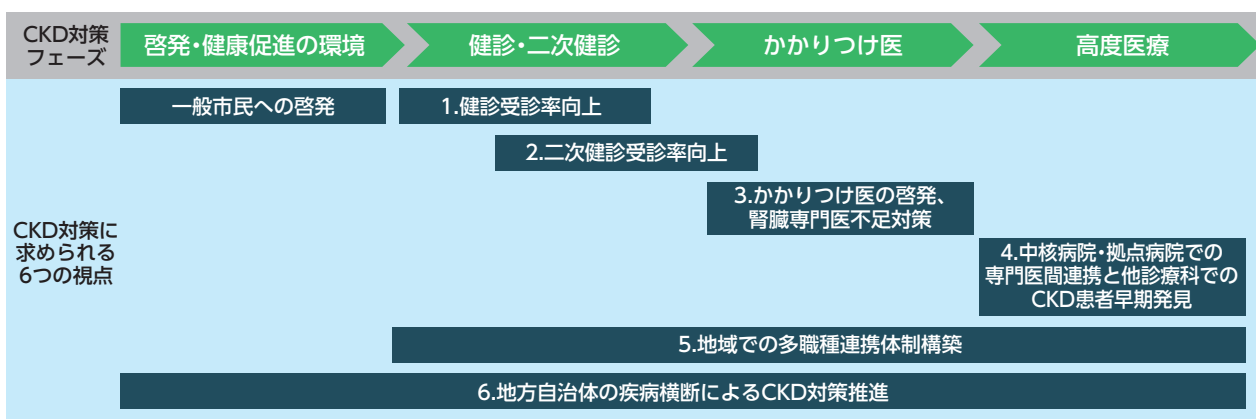 CKD対策
フェーズ
啓発・健康促進の環境
健診・二次健診
かかりつけ医
高度医療
CKD対策に
求められる
6つの視点
一般市民への啓発
1.健診受診率向上
2.二次健診受診率向上
3.かかりつけ医の啓発、
腎臓専門医不足対策
4.中核病院・拠点病院での
専門医間連携と他診療科での
CKD患者早期発見
5.地域での多職種連携体制構築
6.地方自治体の疾病横断によるCKD対策推進